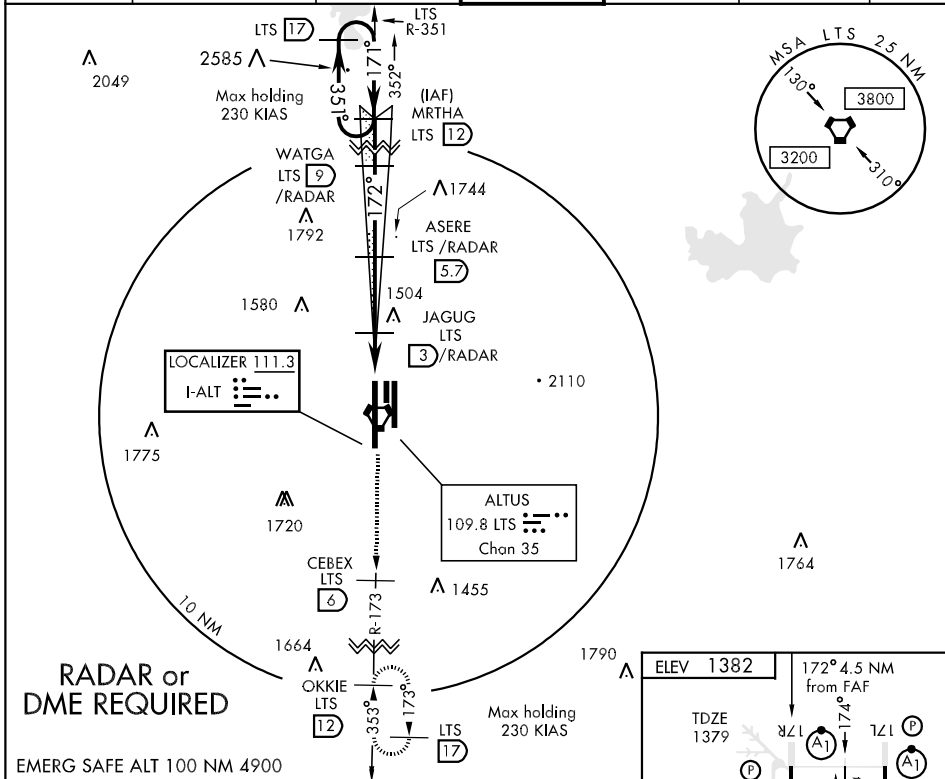 LTS 17
LTS
R-351
2049
2585
Max holding
230 KIAS
351°
171°
352°
(IAF)
MRTHA
LTS 12
MSA LTS 25 NM
130°
3800
3200
310°
WATGA
LTS 9
/RADAR
172°
1744
1792
ASERE
LTS /RADAR
5.7
1580
1504
JAGUG
LTS
3 /RADAR
LOCALIZER 111.3
I-ALT
2110
1775
ALTUS
109.8 LTS
Chan 35
1720
1764
CEBEX
LTS
6
1455
R-173
10 NM
1664
1790
RADAR or
DME REQUIRED
OKKIE
LTS
12
353°
173°
LTS
17
Max holding
230 KIAS
EMERG SAFE ALT 100 NM 4900
ELEV 1382
172° 4.5 NM
from FAF
TDZE
1379
17R
174°
17L
P
A1
P
A1